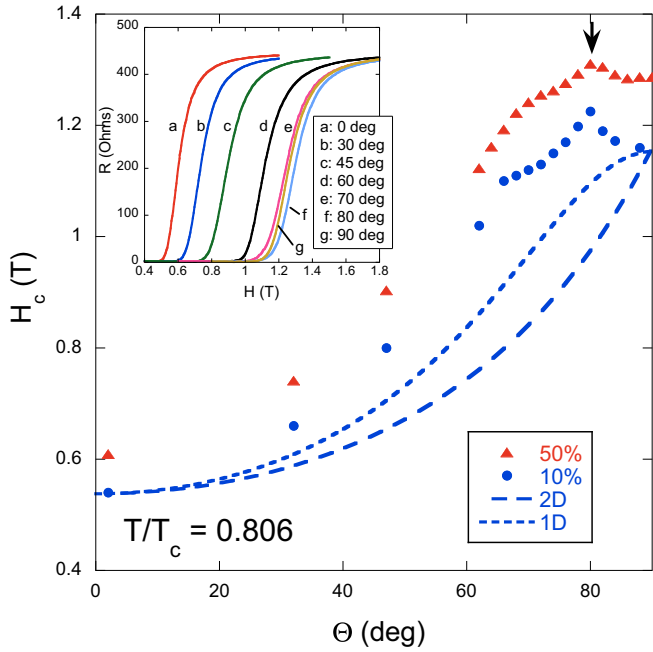 1.4
1.2
1
0.8
0.6
0.4
H_c (T)
0
20
40
60
80
Θ (deg)
T/T_c = 0.806
50%
10%
2D
1D
500
400
300
200
100
0
R (Ohms)
0.4
0.6
0.8
1.0
1.2
1.4
1.6
1.8
H (T)
a
b
c
d
e
f
g
a: 0 deg
b: 30 deg
c: 45 deg
d: 60 deg
e: 70 deg
f: 80 deg
g: 90 deg